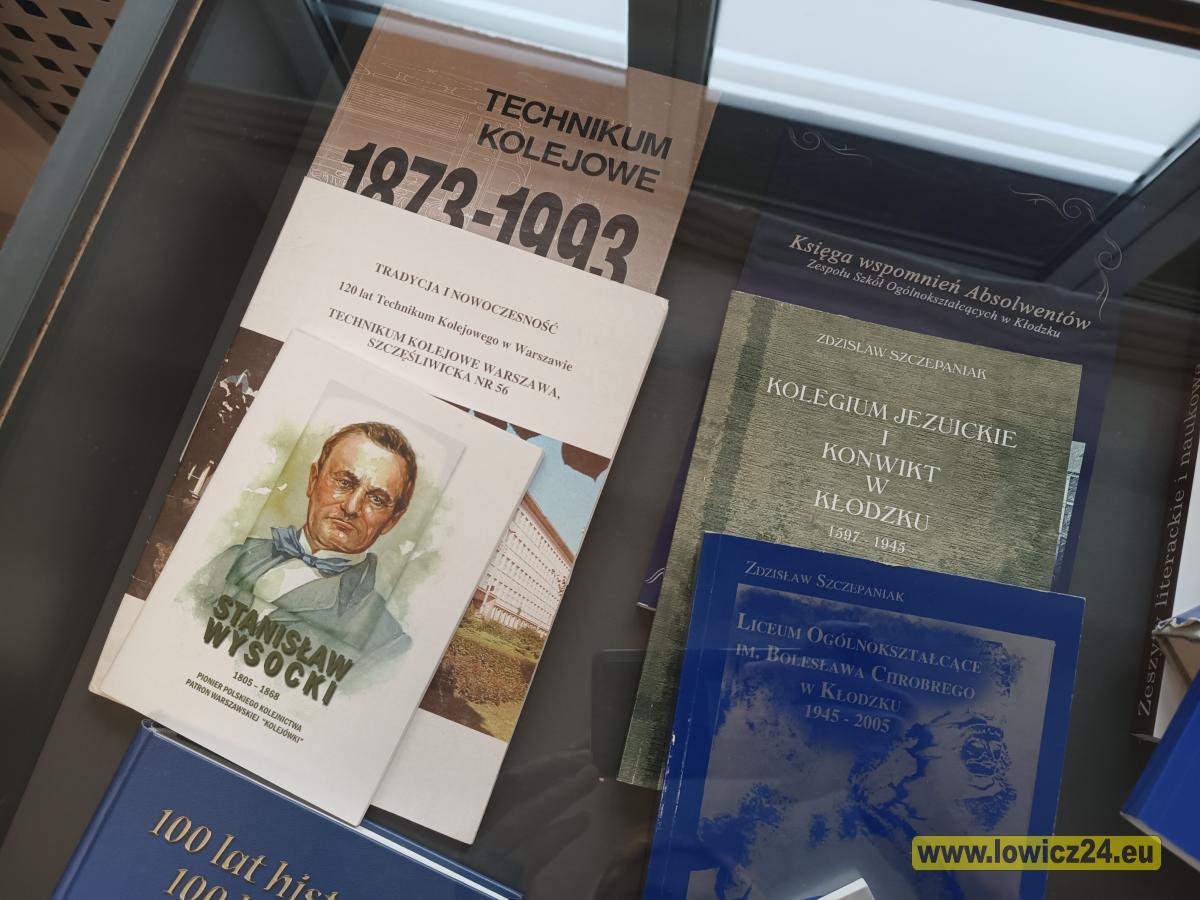 TECHNIKUM
KOLEJOWE
1873-1993
TRADYCJA I NOWOCZESNOŚĆ
120 lat Technikum Kolejowego w Warszawie
TECHNIKUM KOLEJOWE WARSZAWA,
SZCZĘŚLIWICKA NR 56
STANISŁAW
WYSOCKI
1805 - 1868
PIONIER POLSKIEGO KOLEJNICTWA
PATRON WARSZAWSKIEJ "KOLEJÓWKI"
100 lat
100
Księga wspomnień Absolwentów
Zespołu Szkół Ogólnokształcących w Kłodzku
ZDZISŁAW SZCZEPANIAK
KOLEGIUM JEZUICKIE
I
KONWIKT
W
KŁODZKU
1597 - 1945
ZDZISŁAW SZCZEPANIAK
LICEUM OGÓLNOKSZTAŁCĄCE
IM. BOLESŁAWA CHROBREGO
W KŁODZKU
1945 - 2005
Zeszyty literackie i naukowe
www.lowicz24.eu